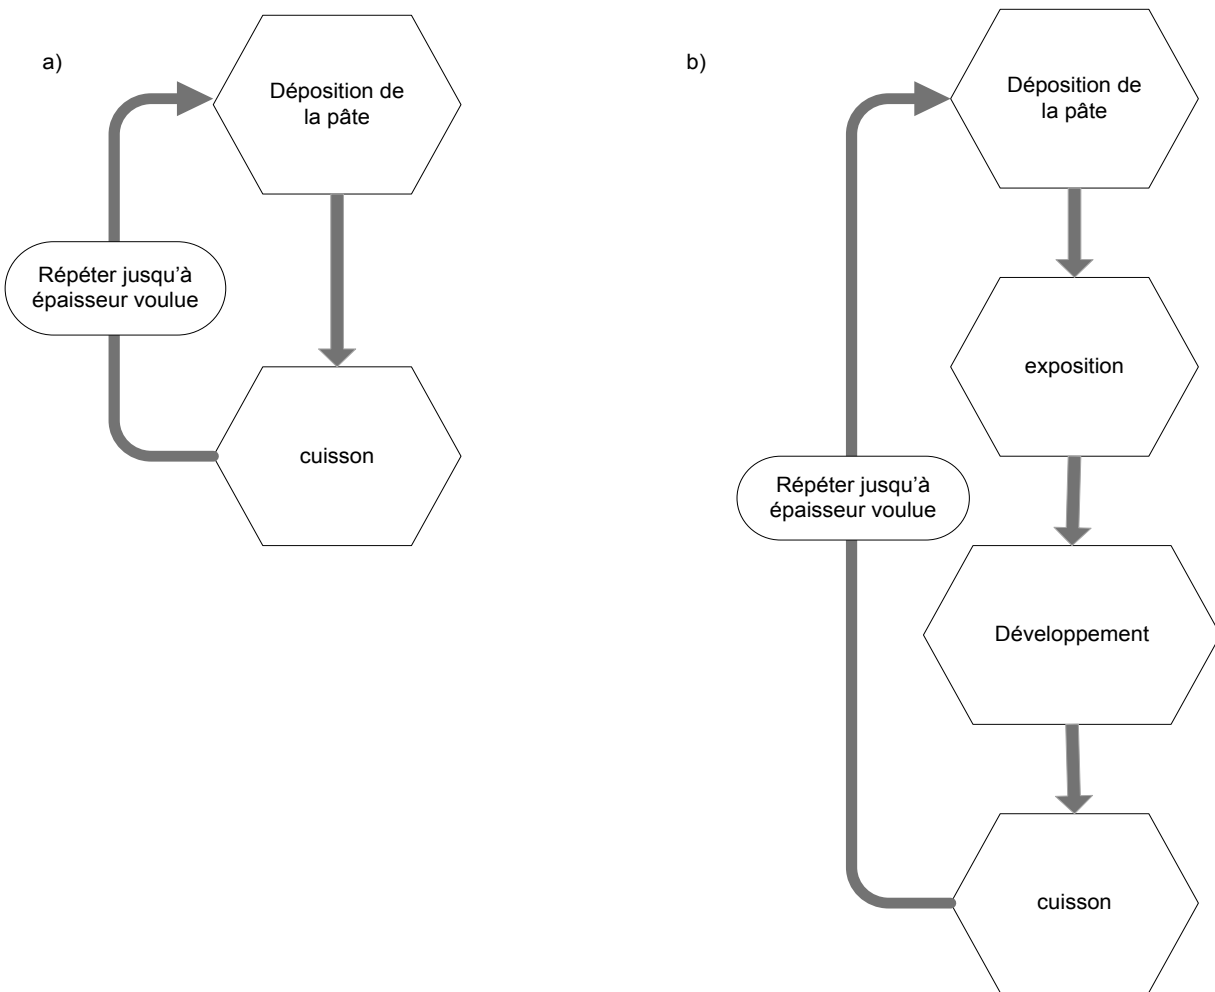 a)
Déposition de
la pâte
Répéter jusqu'à
épaisseur voulue
cuisson
b)
Déposition de
la pâte
exposition
Répéter jusqu'à
épaisseur voulue
Développement
cuisson